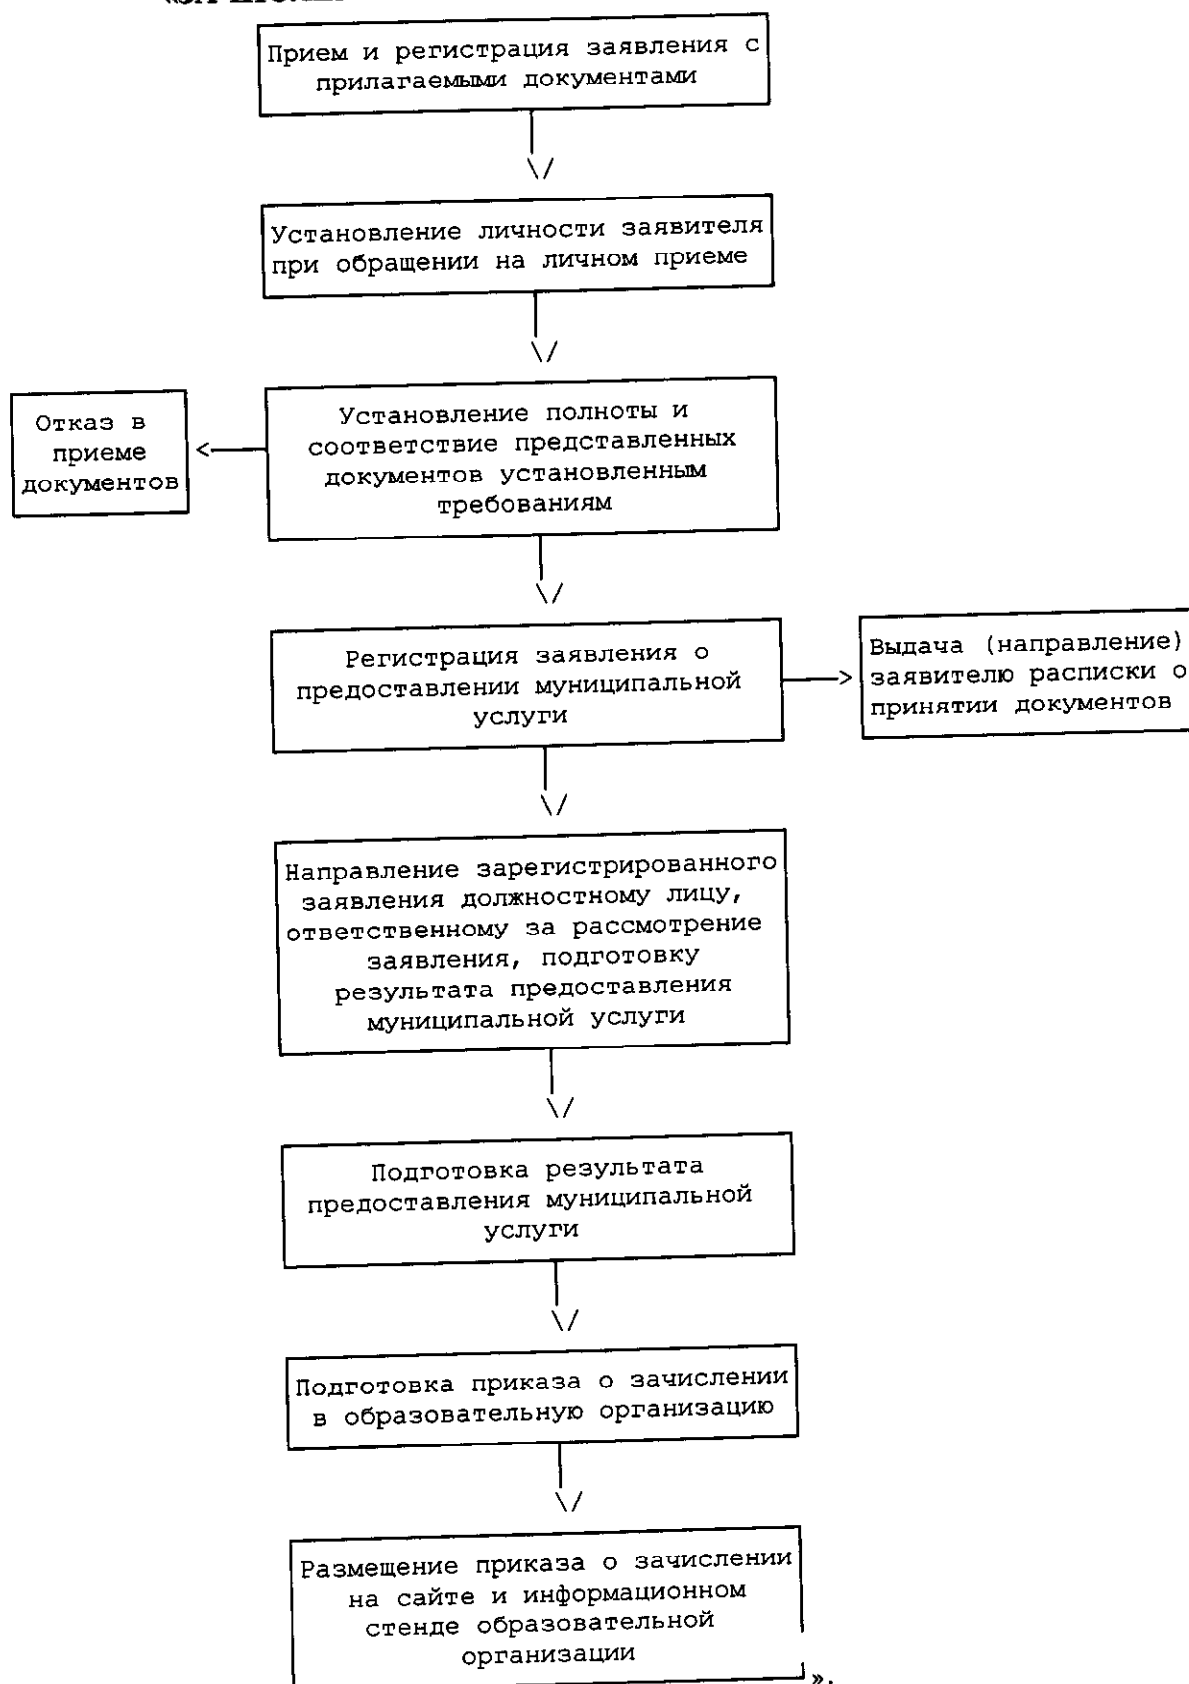 Прием и регистрация заявления с
прилагаемыми документами
\/
Установление личности заявителя
при обращении на личном приеме
\/
Отказ в
приеме
документов
<
Установление полноты и
соответствие представленных
документов установленным
требованиям
\/
Регистрация заявления о
предоставлении муниципальной
услуги
>
Выдача (направление)
заявителю расписки о
принятии документов
\/
Направление зарегистрированного
заявления должностному лицу,
ответственному за рассмотрение
заявления, подготовку
результата предоставления
муниципальной услуги
\/
Подготовка результата
предоставления муниципальной
услуги
\/
Подготовка приказа о зачислении
в образовательную организацию
\/
Размещение приказа о зачислении
на сайте и информационном
стенде образовательной
организации
».